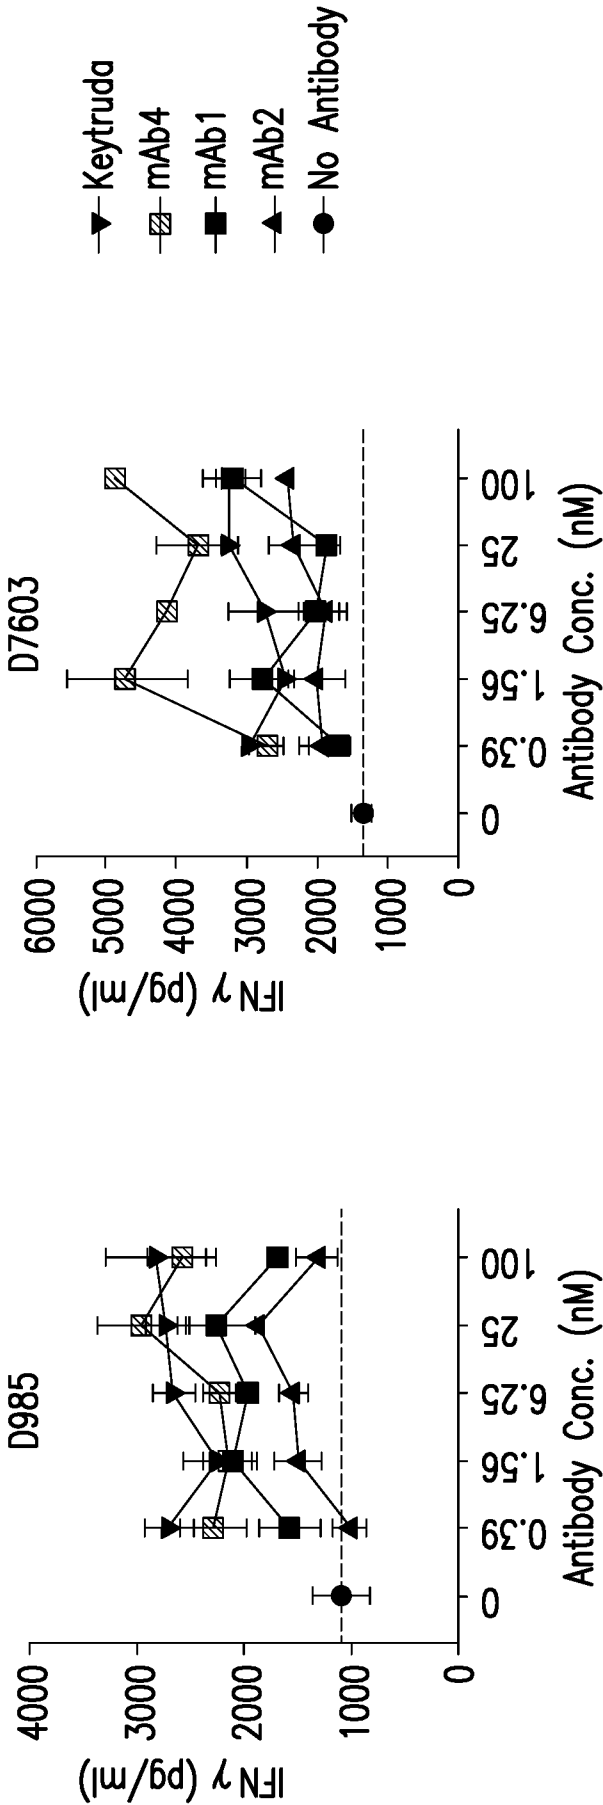 D985
IFN γ (pg/ml)
4000
3000
2000
1000
0
0 0.39 1.56 6.25 25 100
Antibody Conc. (nM)
D7603
IFN γ (pg/ml)
6000
5000
4000
3000
2000
1000
0
0 0.39 1.56 6.25 25 100
Antibody Conc. (nM)
Keytruda
mAb4
mAb1
mAb2
No Antibody